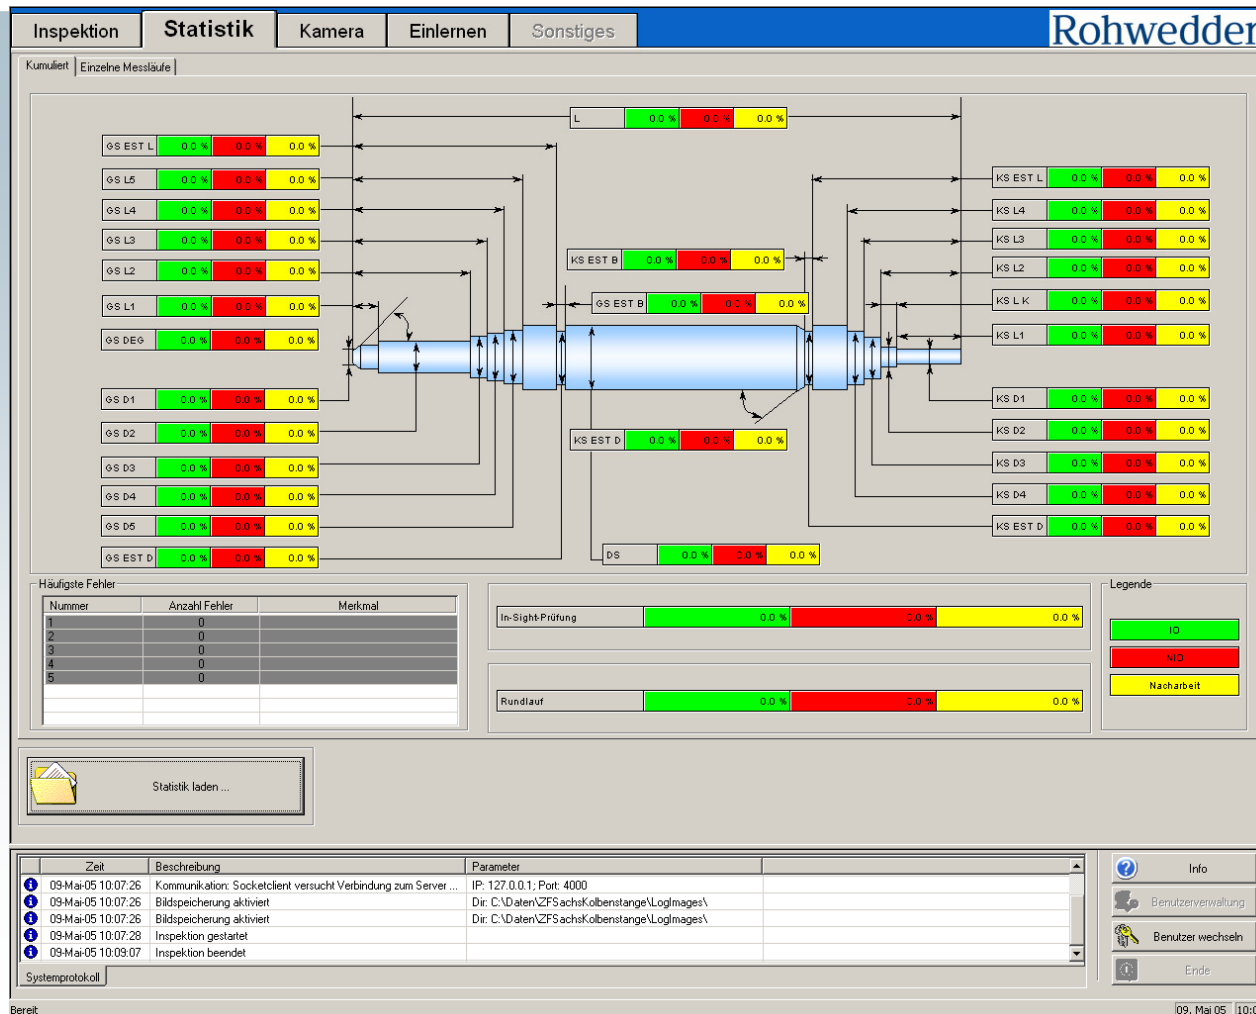 Inspektion Statistik Kamera Einlernen Sonstiges Rohwedder
Kumuliert Einzelne Messläufe
L 0.0 % 0.0 % 0.0 %
GS EST L 0.0 % 0.0 % 0.0 %
GS L5 0.0 % 0.0 % 0.0 %
GS L4 0.0 % 0.0 % 0.0 %
GS L3 0.0 % 0.0 % 0.0 %
GS L2 0.0 % 0.0 % 0.0 %
GS L1 0.0 % 0.0 % 0.0 %
GS DEG 0.0 % 0.0 % 0.0 %
GS D1 0.0 % 0.0 % 0.0 %
GS D2 0.0 % 0.0 % 0.0 %
GS D3 0.0 % 0.0 % 0.0 %
GS D4 0.0 % 0.0 % 0.0 %
GS D5 0.0 % 0.0 % 0.0 %
GS EST D 0.0 % 0.0 % 0.0 %
KS EST B 0.0 % 0.0 % 0.0 %
GS EST B 0.0 % 0.0 % 0.0 %
KS EST D 0.0 % 0.0 % 0.0 %
DS 0.0 % 0.0 % 0.0 %
KS EST L 0.0 % 0.0 % 0.0 %
KS L4 0.0 % 0.0 % 0.0 %
KS L3 0.0 % 0.0 % 0.0 %
KS L2 0.0 % 0.0 % 0.0 %
KS L K 0.0 % 0.0 % 0.0 %
KS L1 0.0 % 0.0 % 0.0 %
KS D1 0.0 % 0.0 % 0.0 %
KS D2 0.0 % 0.0 % 0.0 %
KS D3 0.0 % 0.0 % 0.0 %
KS D4 0.0 % 0.0 % 0.0 %
KS EST D 0.0 % 0.0 % 0.0 %
Häufigste Fehler
Nummer Anzahl Fehler Merkmal
1 0
2 0
3 0
4 0
5 0
In-Sight-Prüfung 0.0 % 0.0 % 0.0 %
Rundlauf 0.0 % 0.0 % 0.0 %
Legende
IO
NIO
Nacharbeit
Statistik laden ...
Zeit Beschreibung Parameter
09-Mai-05 10:07:26 Kommunikation: Socketclient versucht Verbindung zum Server ... IP: 127.0.0.1; Port: 4000
09-Mai-05 10:07:26 Bildspeicherung aktiviert Dir: C:\Daten\ZFSachsKolbenstange\LogImages\
09-Mai-05 10:07:26 Bildspeicherung aktiviert Dir: C:\Daten\ZFSachsKolbenstange\LogImages\
09-Mai-05 10:07:28 Inspektion gestartet
09-Mai-05 10:09:07 Inspektion beendet
Systemprotokoll
Info
Benutzerverwaltung
Benutzer wechseln
Ende
Bereit 09. Mai 05